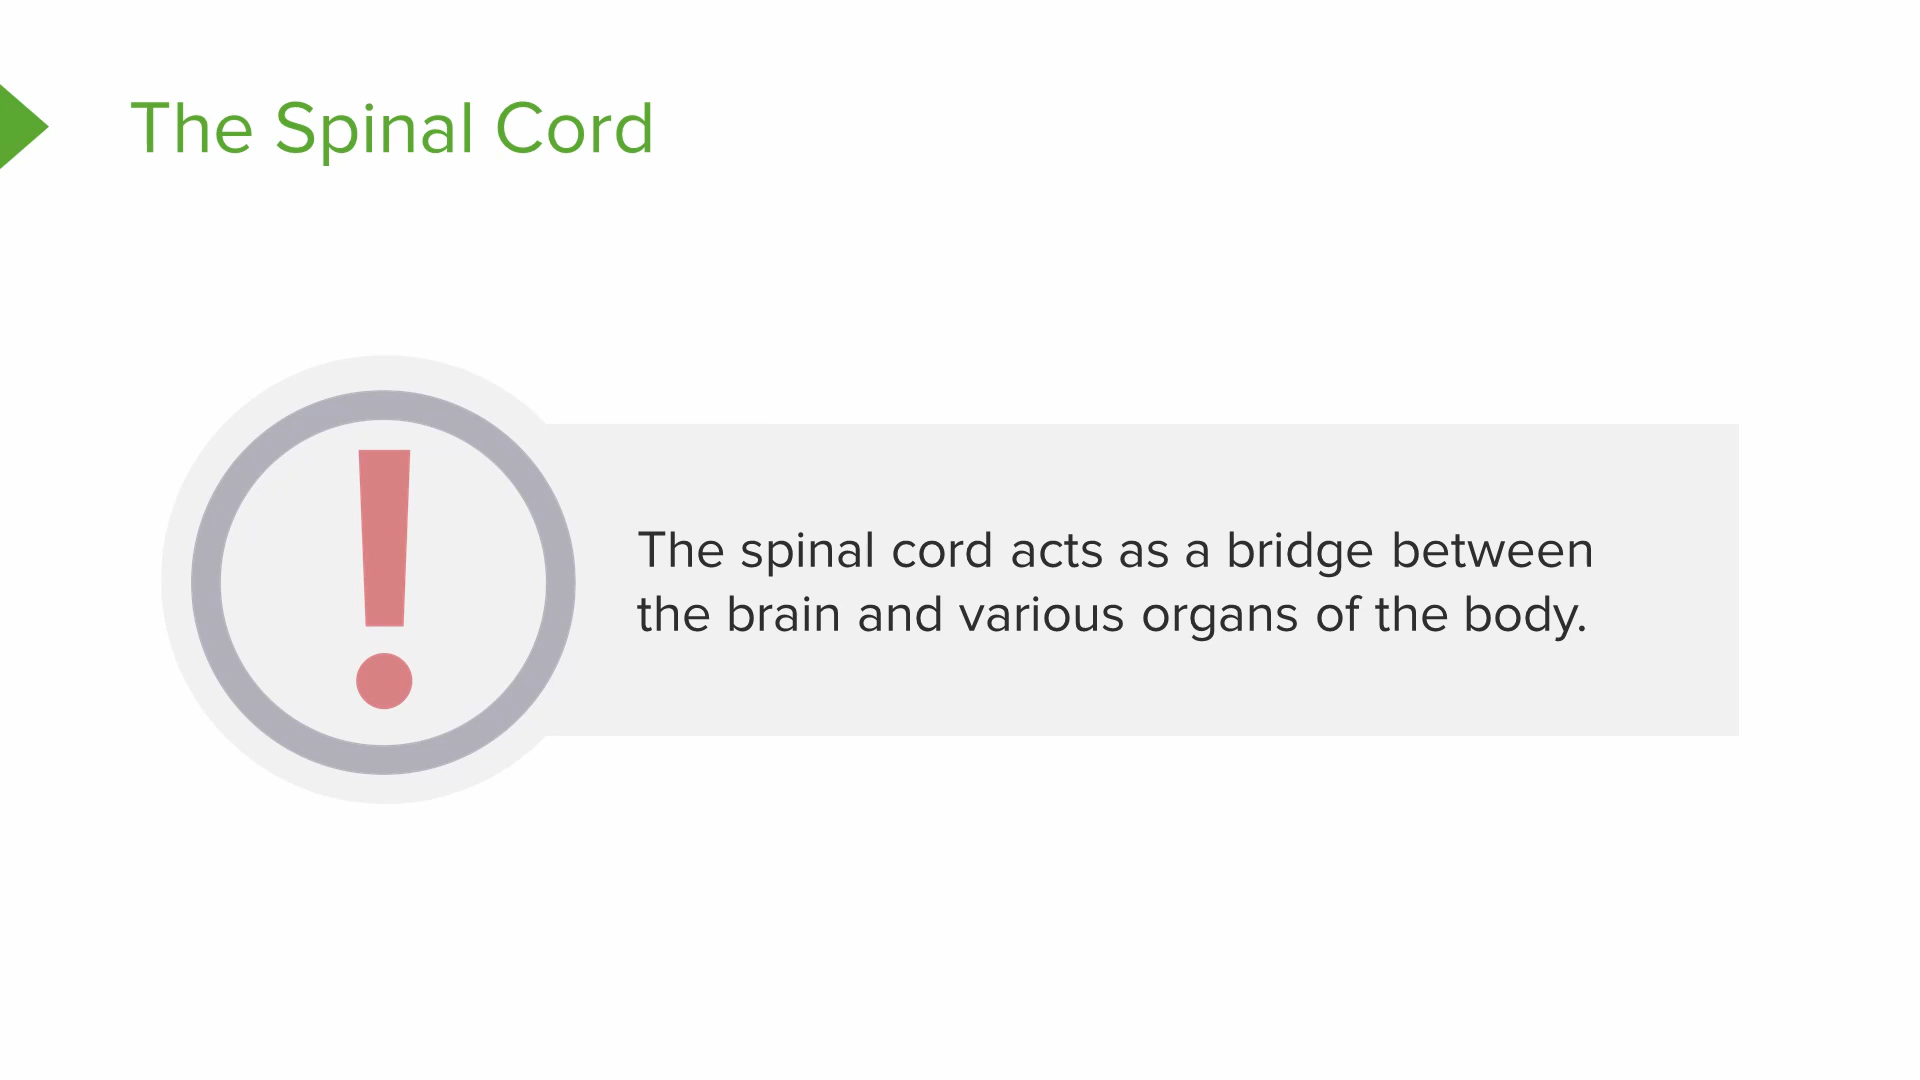 The Spinal Cord
The spinal cord acts as a bridge between
the brain and various organs of the body.